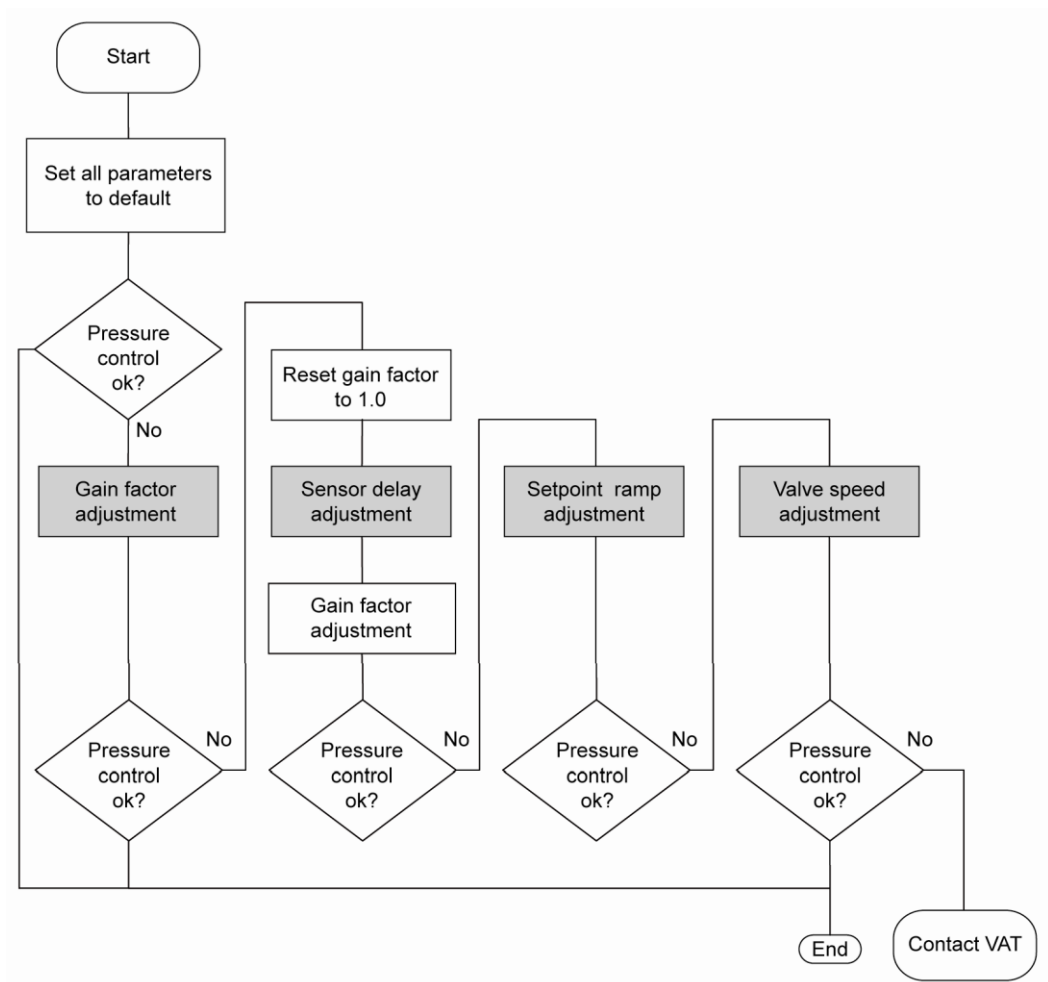 Start
Set all parameters
to default
Pressure
control
ok?
No
Gain factor
adjustment
Pressure
control
ok?
No
Reset gain factor
to 1.0
Sensor delay
adjustment
Gain factor
adjustment
Pressure
control
ok?
No
Setpoint ramp
adjustment
Pressure
control
ok?
No
Valve speed
adjustment
Pressure
control
ok?
No
End
Contact VAT